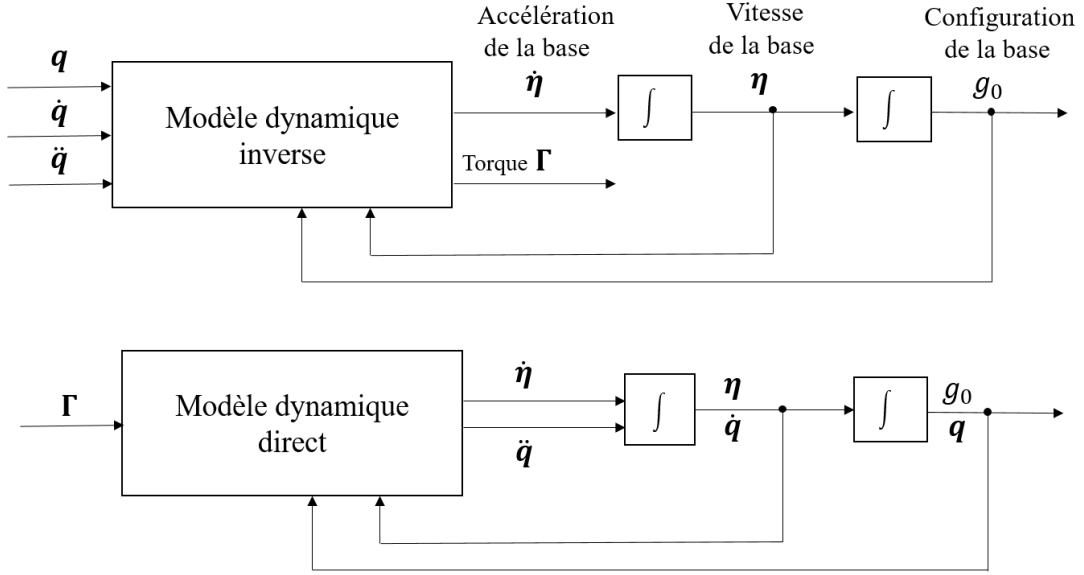 Accélération
de la base
Vitesse
de la base
Configuration
de la base
q
q̇
q̈
Modèle dynamique
inverse
η̇
∫
η
∫
g₀
Torque Γ
Γ
Modèle dynamique
direct
η̇
q̈
∫
η
q̇
∫
g₀
q